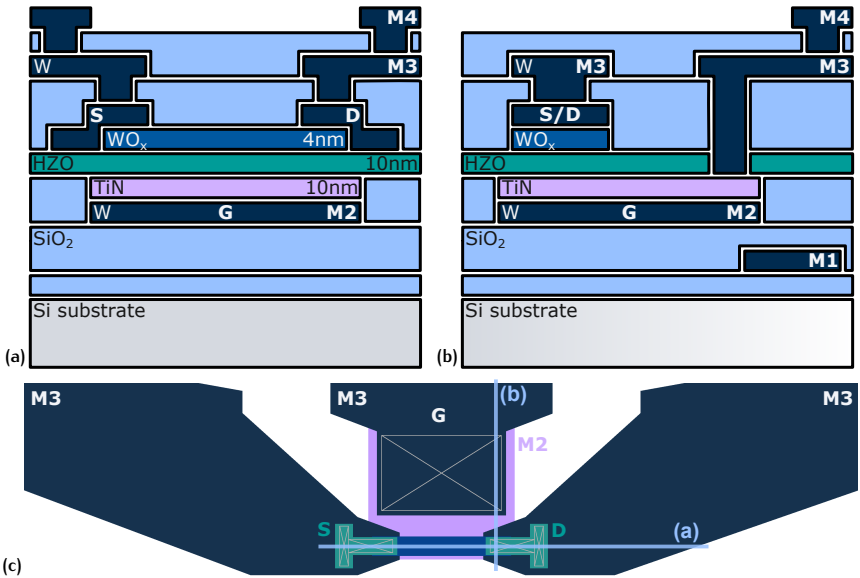 M4 M4
W M3
S D
WOₓ 4nm
HZO 10nm
TiN 10nm
W G M2
SiO₂
Si substrate
(a)
M4
W M3 M3
S/D
WOₓ
HZO
TiN
W G M2
SiO₂
M1
Si substrate
(b)
M3 M3 (b) M3
G
M2
S D
(a)
(c)